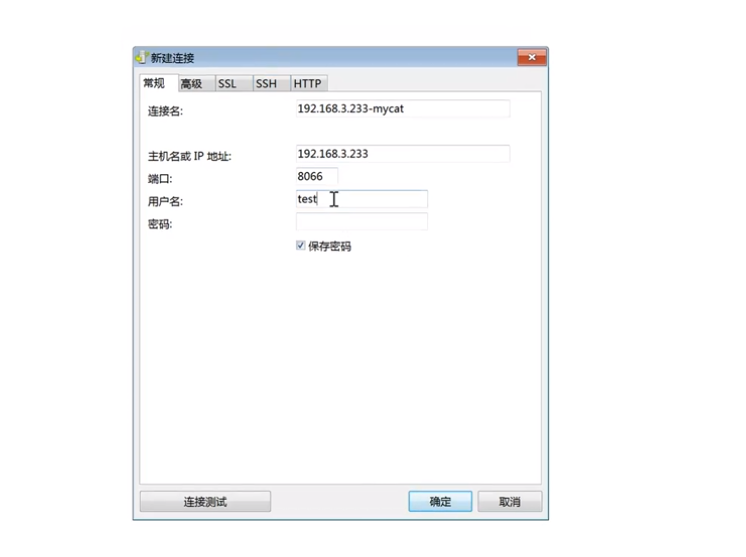 新建连接
常规 高级 SSL SSH HTTP
连接名: 192.168.3.233-mycat
主机名或 IP 地址: 192.168.3.233
端口: 8066
用户名: test
密码:
保存密码
连接测试 确定 取消